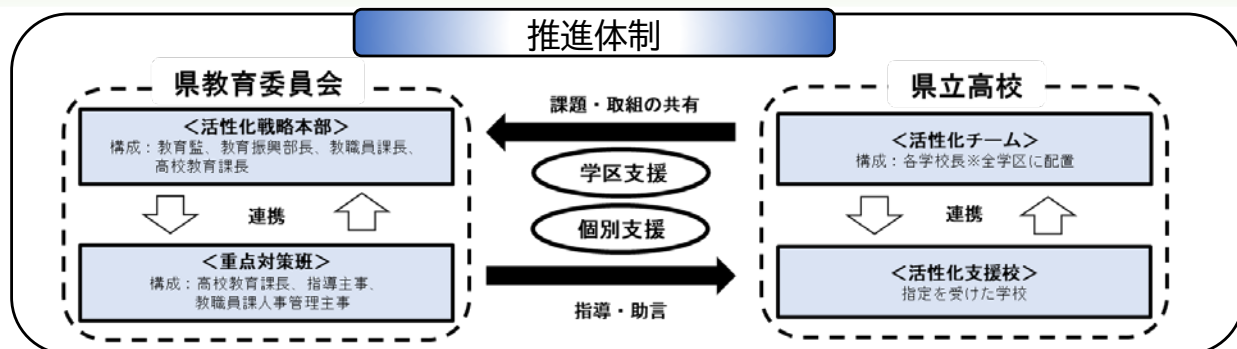 推進体制
県教育委員会
＜活性化戦略本部＞
構成：教育監、教育振興部長、教職員課長、
高校教育課長
連携
＜重点対策班＞
構成：高校教育課長、指導主事、
教職員課人事管理主事
課題・取組の共有
学区支援
個別支援
指導・助言
県立高校
＜活性化チーム＞
構成：各学校長※全学区に配置
連携
＜活性化支援校＞
指定を受けた学校